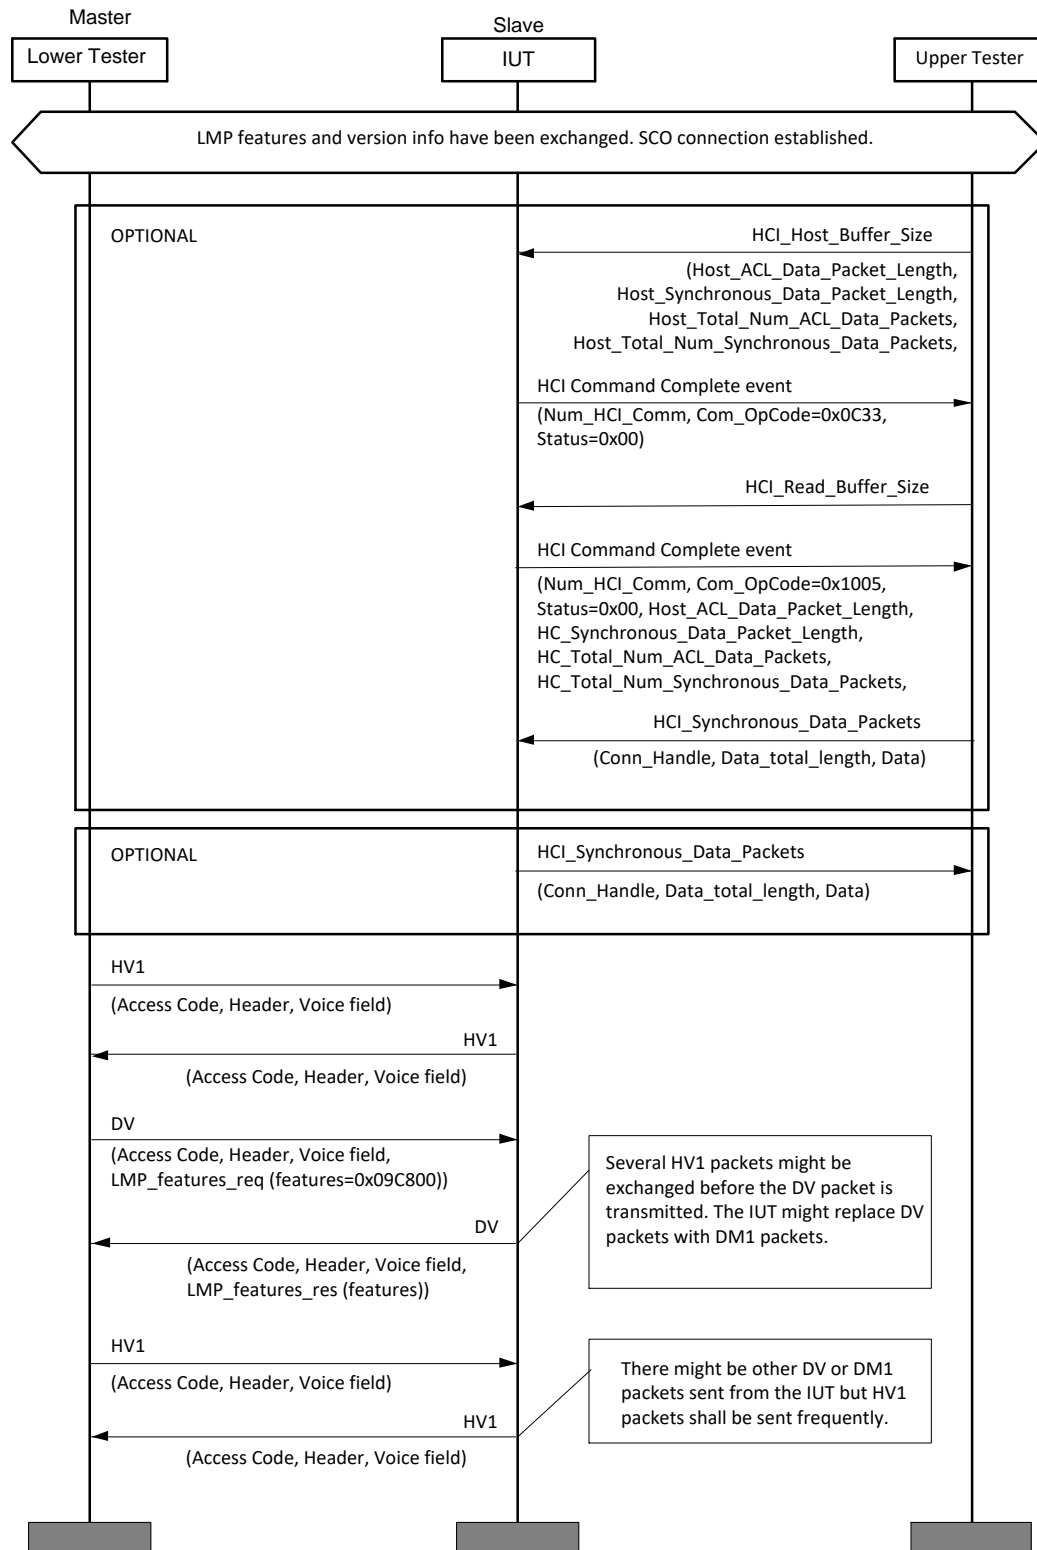 Master
Slave
Lower Tester
IUT
Upper Tester
LMP features and version info have been exchanged. SCO connection established.
OPTIONAL
HCI_Host_Buffer_Size
(Host_ACL_Data_Packet_Length,
Host_Synchronous_Data_Packet_Length,
Host_Total_Num_ACL_Data_Packets,
Host_Total_Num_Synchronous_Data_Packets,
HCI Command Complete event
(Num_HCI_Comm, Com_OpCode=0x0C33,
Status=0x00)
HCI_Read_Buffer_Size
HCI Command Complete event
(Num_HCI_Comm, Com_OpCode=0x1005,
Status=0x00, Host_ACL_Data_Packet_Length,
HC_Synchronous_Data_Packet_Length,
HC_Total_Num_ACL_Data_Packets,
HC_Total_Num_Synchronous_Data_Packets,
HCI_Synchronous_Data_Packets
(Conn_Handle, Data_total_length, Data)
OPTIONAL
HCI_Synchronous_Data_Packets
(Conn_Handle, Data_total_length, Data)
HV1
(Access Code, Header, Voice field)
HV1
(Access Code, Header, Voice field)
DV
(Access Code, Header, Voice field,
LMP_features_req (features=0x09C800))
Several HV1 packets might be
exchanged before the DV packet is
transmitted. The IUT might replace DV
packets with DM1 packets.
DV
(Access Code, Header, Voice field,
LMP_features_res (features))
HV1
(Access Code, Header, Voice field)
There might be other DV or DM1
packets sent from the IUT but HV1
packets shall be sent frequently.
HV1
(Access Code, Header, Voice field)